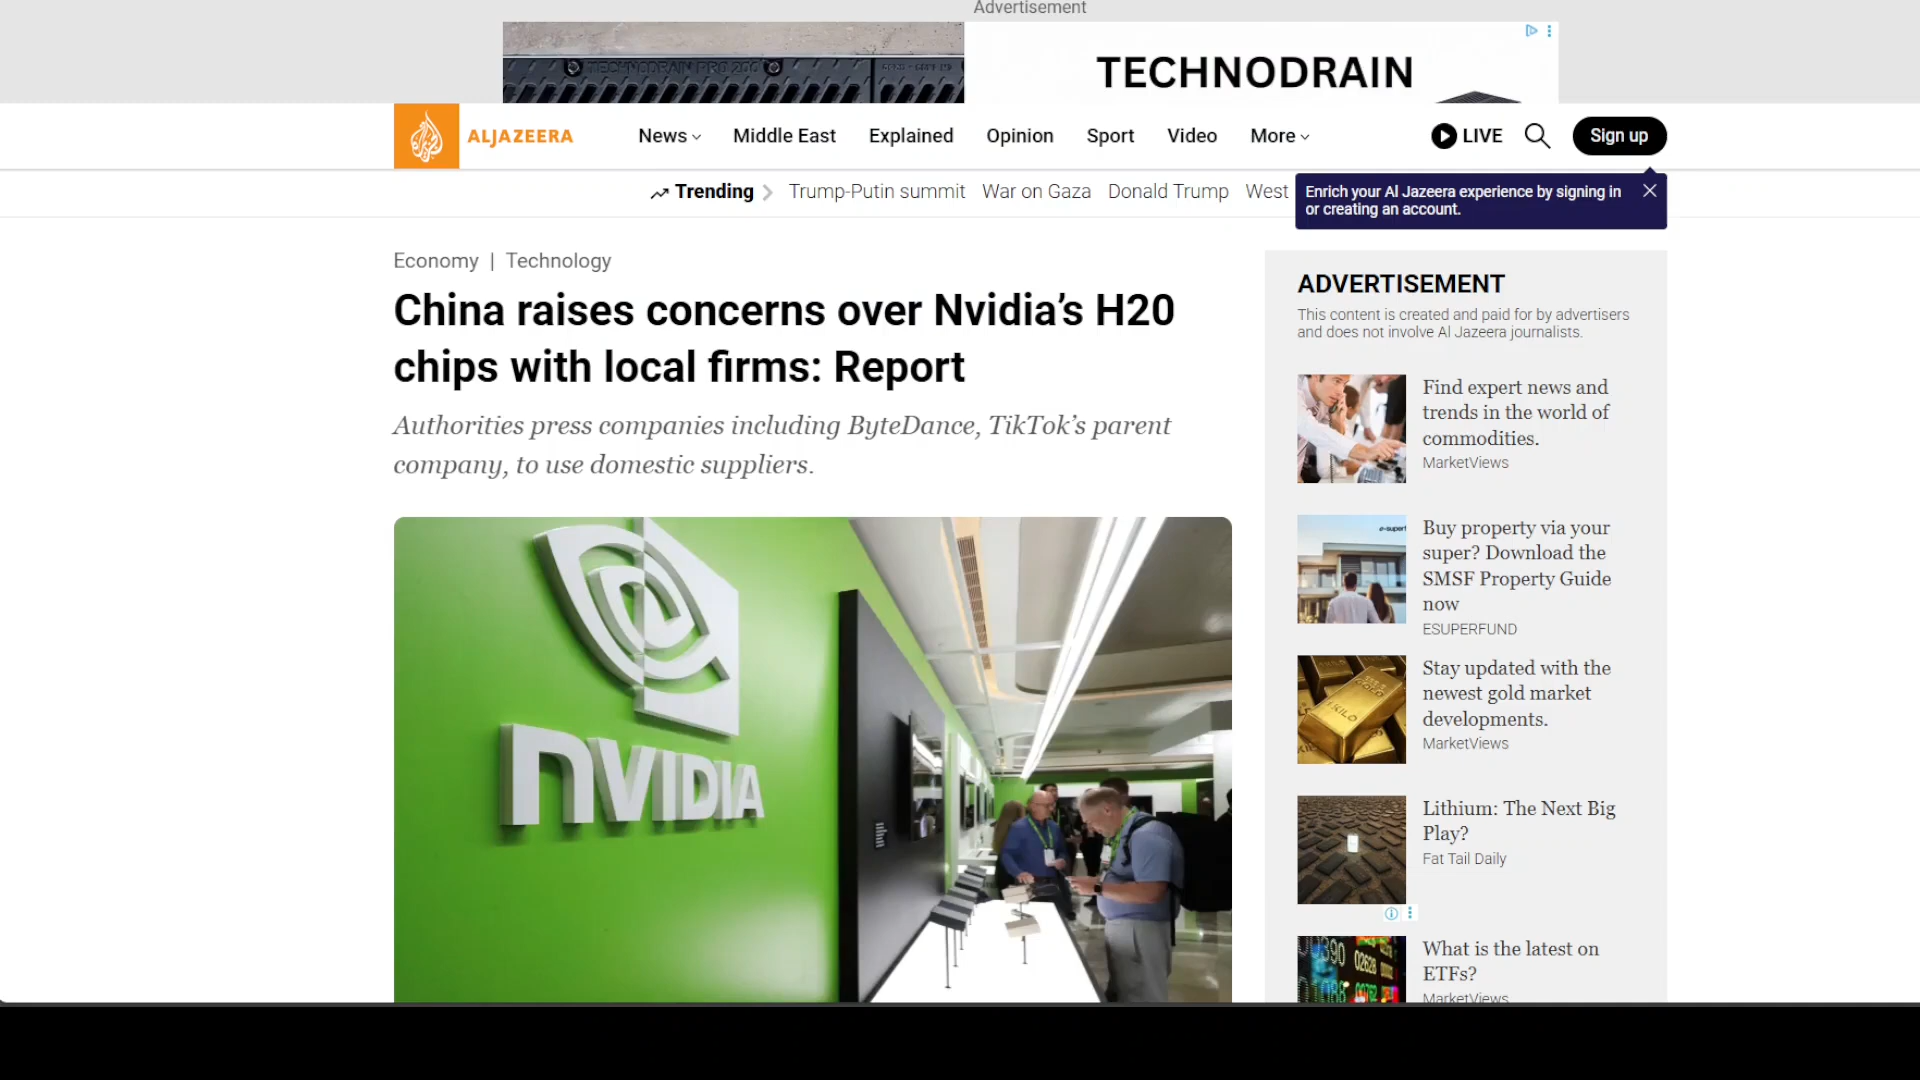 Advertisement
TECHNODRAIN PRO 200
TECHNODRAIN
ALJAZEERA
News
Middle East
Explained
Opinion
Sport
Video
More
LIVE
Sign up
Trending
Trump-Putin summit
War on Gaza
Donald Trump
West
Enrich your Al Jazeera experience by signing in
or creating an account.
Economy | Technology
China raises concerns over Nvidia’s H20
chips with local firms: Report
Authorities press companies including ByteDance, TikTok’s parent
company, to use domestic suppliers.
NVIDIA
ADVERTISEMENT
This content is created and paid for by advertisers
and does not involve Al Jazeera journalists.
Find expert news and
trends in the world of
commodities.
MarketViews
e-superf
Buy property via your
super? Download the
SMSF Property Guide
now
ESUPERFUND
Stay updated with the
newest gold market
developments.
MarketViews
Lithium: The Next Big
Play?
Fat Tail Daily
What is the latest on
ETFs?
MarketViews